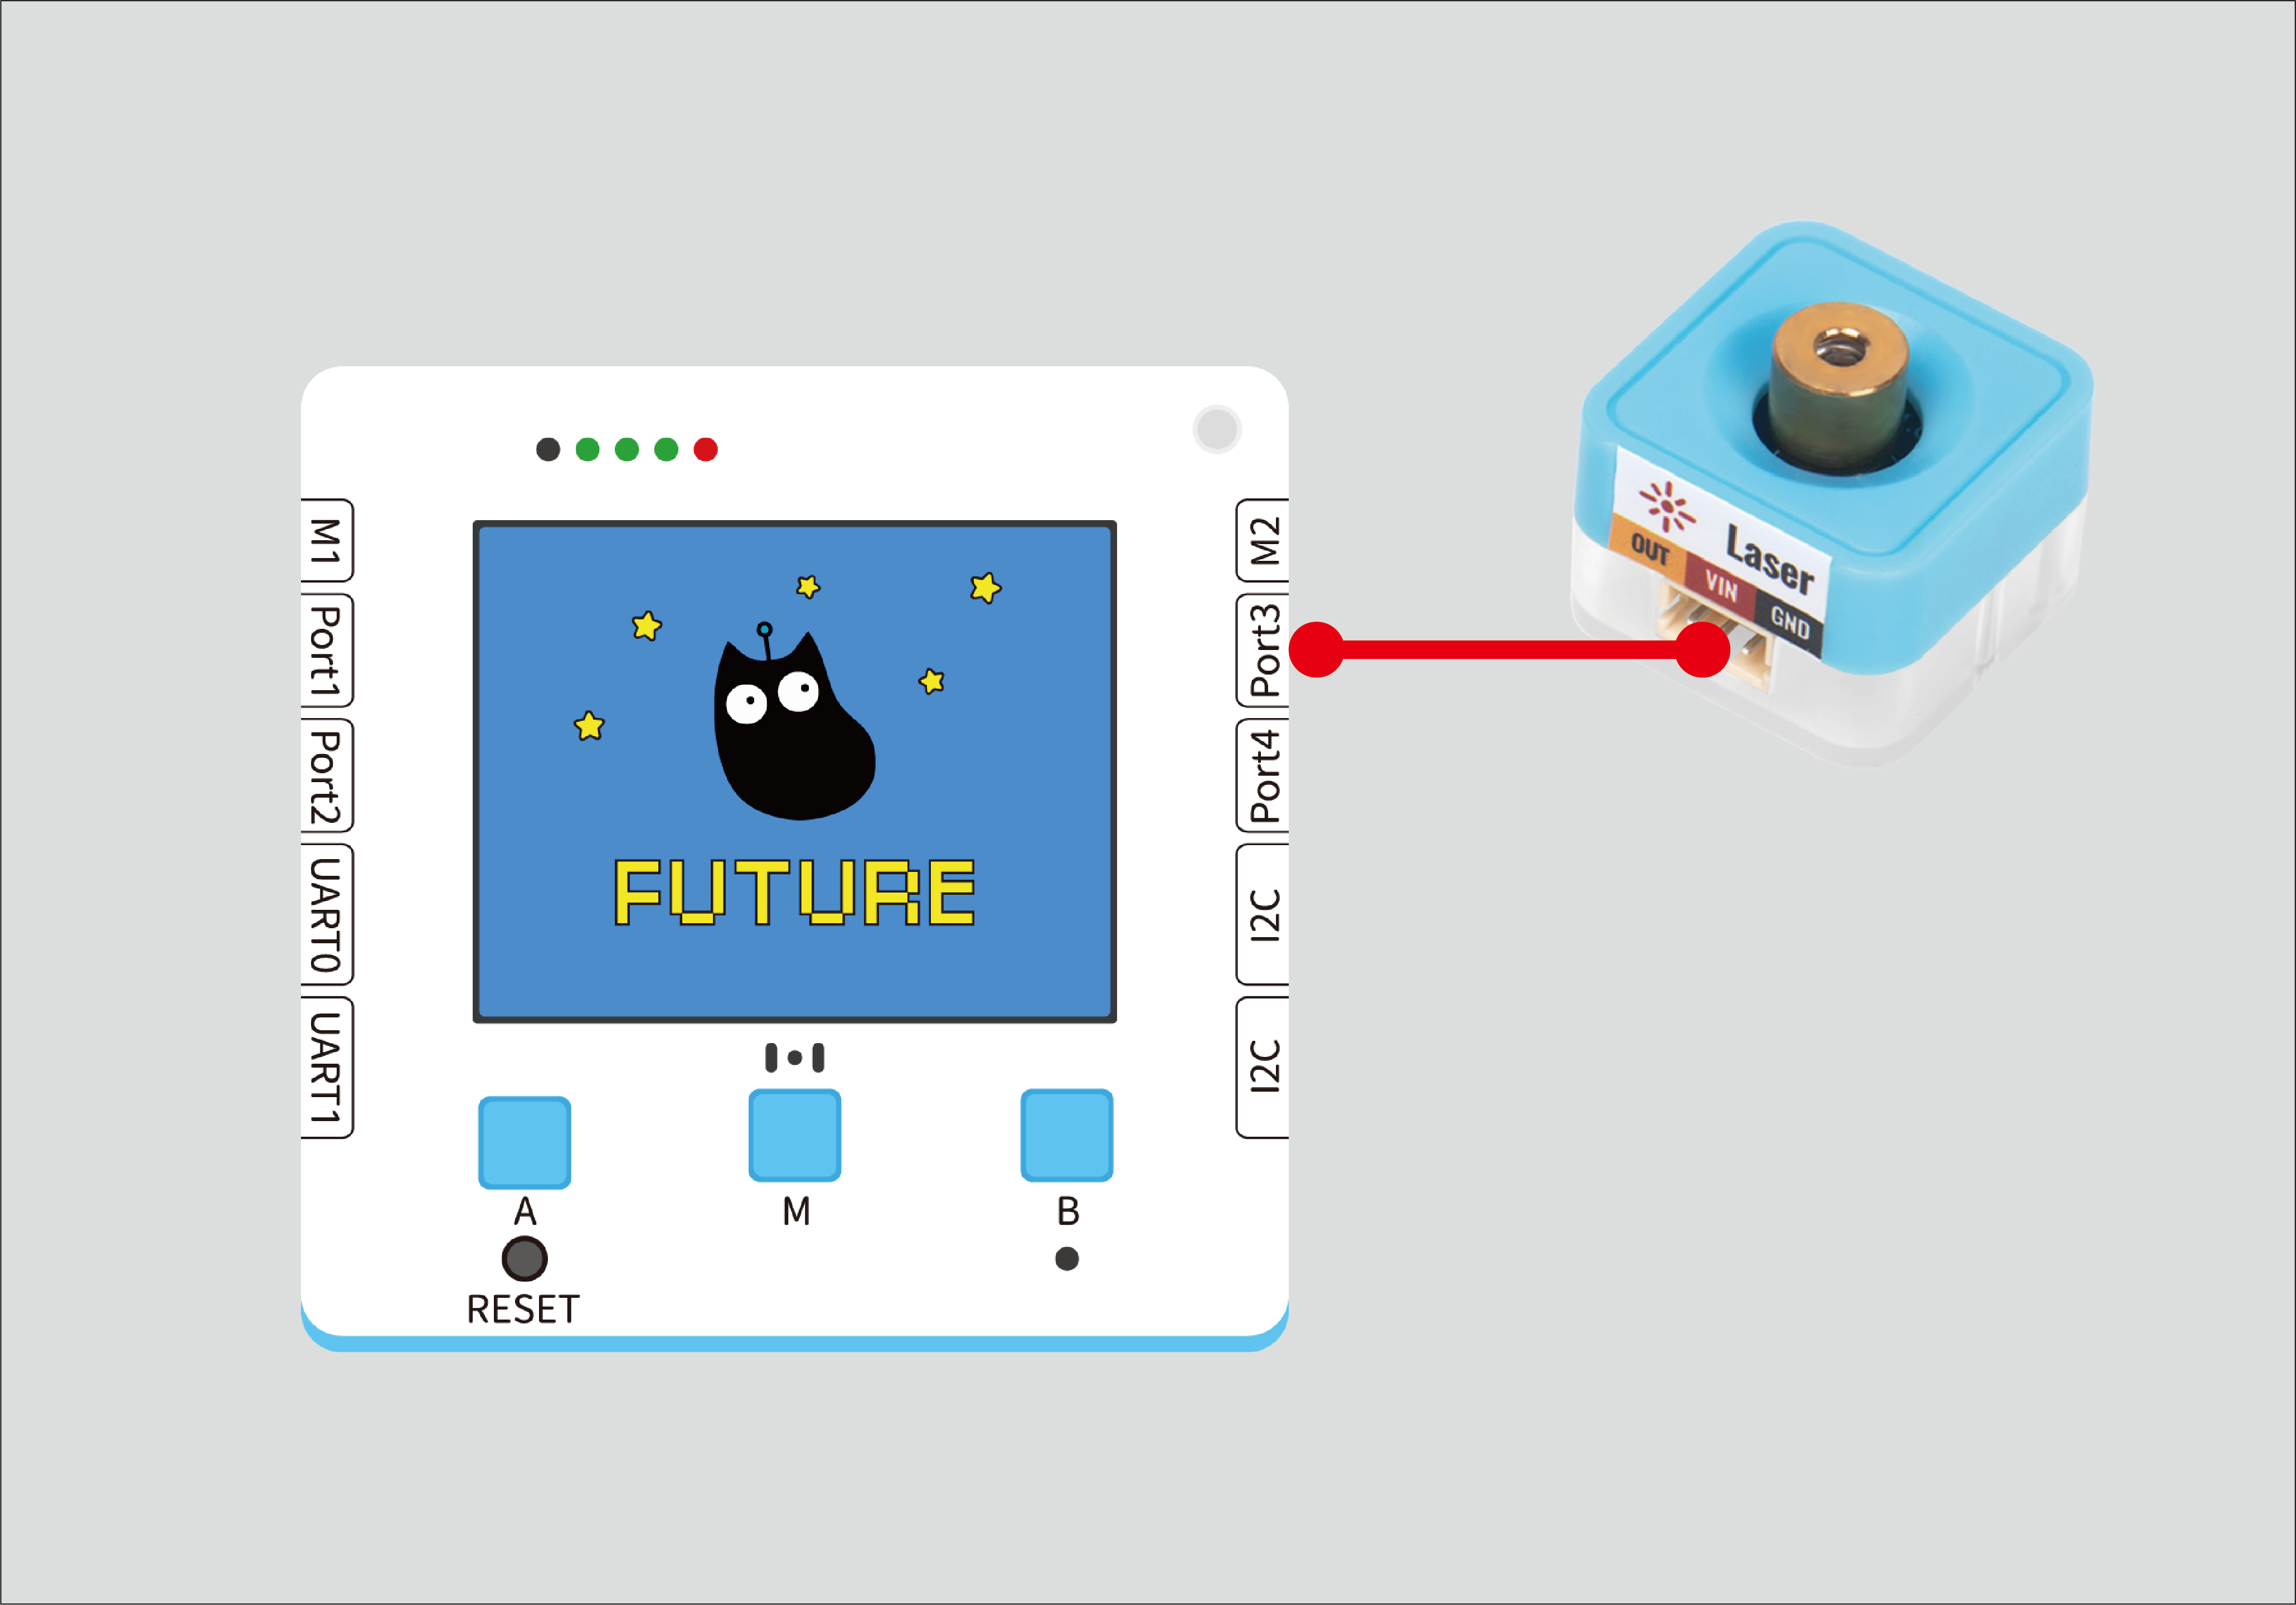 M1
Port1
Port2
UART0
UART1
FUTURE
M2
Port3
Port4
I2C
I2C
A
M
B
RESET
Laser
OUT VIN GND